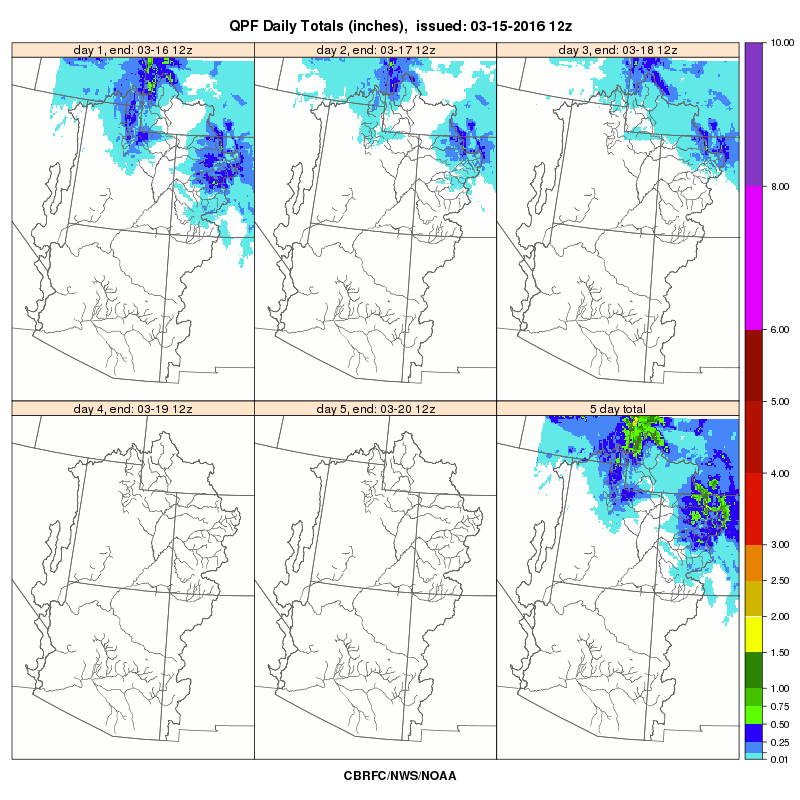 QPF Daily Totals (inches),  issued: 03-15-2016 12z
day 1, end: 03-16 12z
day 2, end: 03-17 12z
day 3, end: 03-18 12z
10.00
8.00
6.00
5.00
4.00
3.00
2.50
2.00
1.50
1.00
0.75
0.50
0.25
0.01
day 4, end: 03-19 12z
day 5, end: 03-20 12z
5 day total
CBRFC/NWS/NOAA